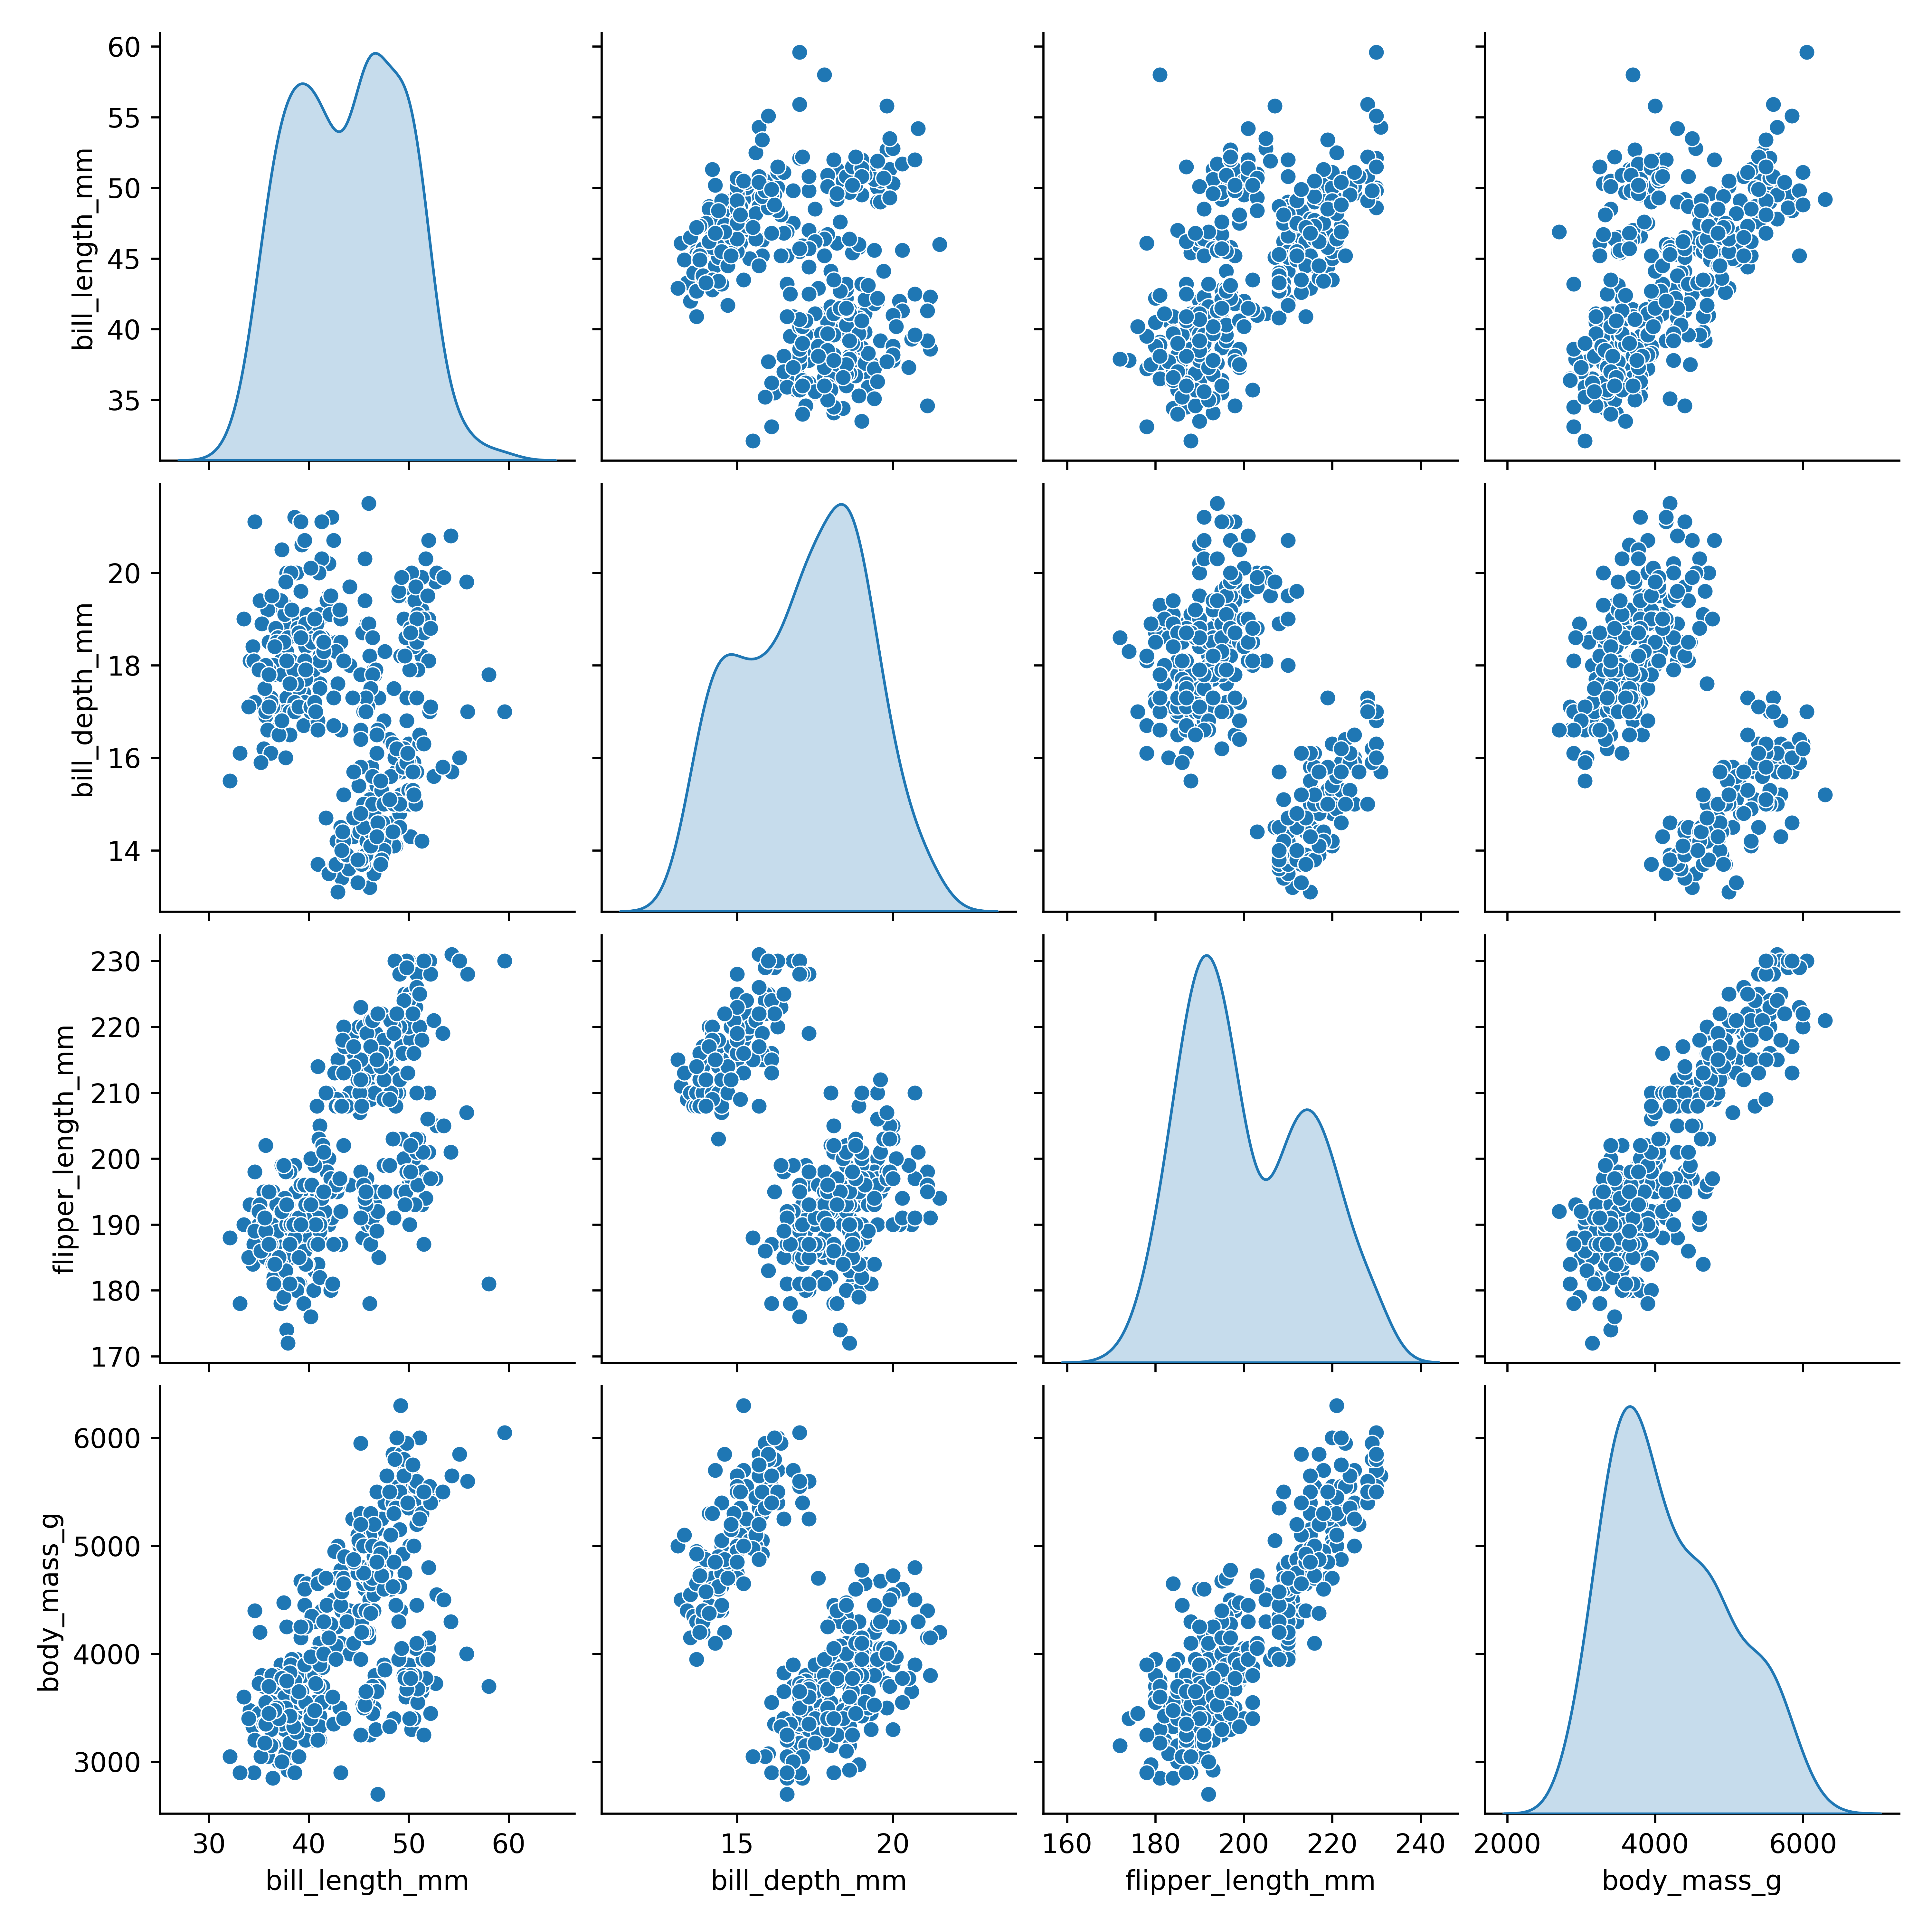 60
55
50
45
40
35
bill_length_mm
20
18
16
14
bill_depth_mm
230
220
210
200
190
180
170
flipper_length_mm
6000
5000
4000
3000
body_mass_g
30 40 50 60
15 20
160 180 200 220 240
2000 4000 6000
bill_length_mm
bill_depth_mm
flipper_length_mm
body_mass_g